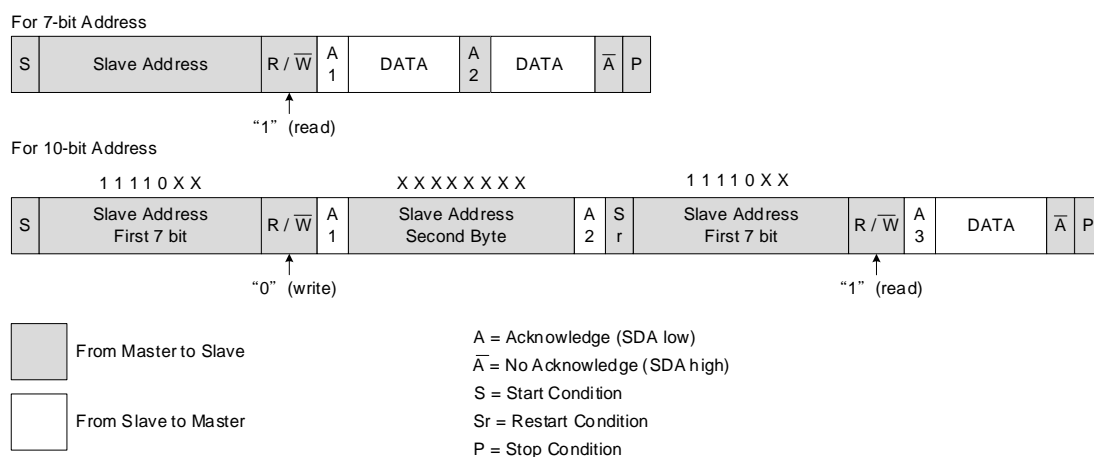 For 7-bit Address
S Slave Address R / W̅ A 1 DATA A 2 DATA A̅ P
“1” (read)
For 10-bit Address
1 1 1 1 0 X X X X X X X X X X 1 1 1 1 0 X X
S Slave Address First 7 bit R / W̅ A 1 Slave Address Second Byte A 2 S r Slave Address First 7 bit R / W̅ A 3 DATA A̅ P
“0” (write) “1” (read)
From Master to Slave
From Slave to Master
A = Acknowledge (SDA low)
A̅ = No Acknowledge (SDA high)
S = Start Condition
Sr = Restart Condition
P = Stop Condition